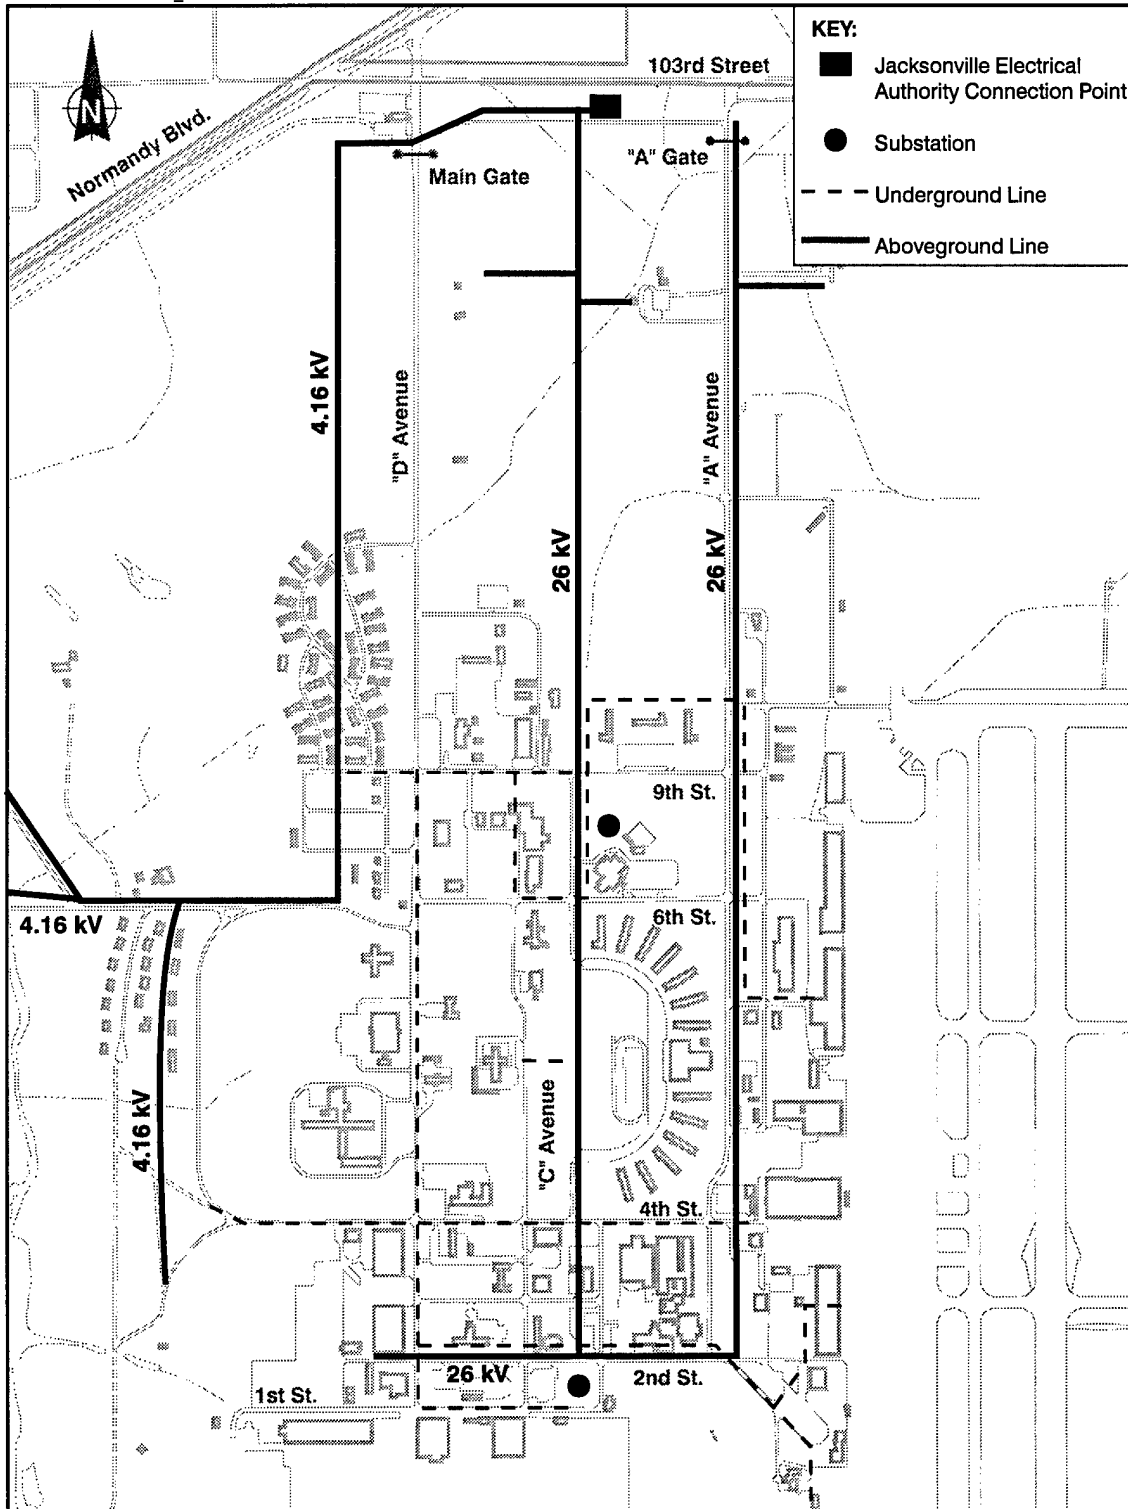 KEY:
Jacksonville Electrical
Authority Connection Point
Substation
Underground Line
Aboveground Line
103rd Street
N
Normandy Blvd.
Main Gate
"A" Gate
4.16 kV
"D" Avenue
"A" Avenue
26 kV
26 kV
9th St.
6th St.
4.16 kV
4.16 kV
"C" Avenue
4th St.
26 kV
2nd St.
1st St.